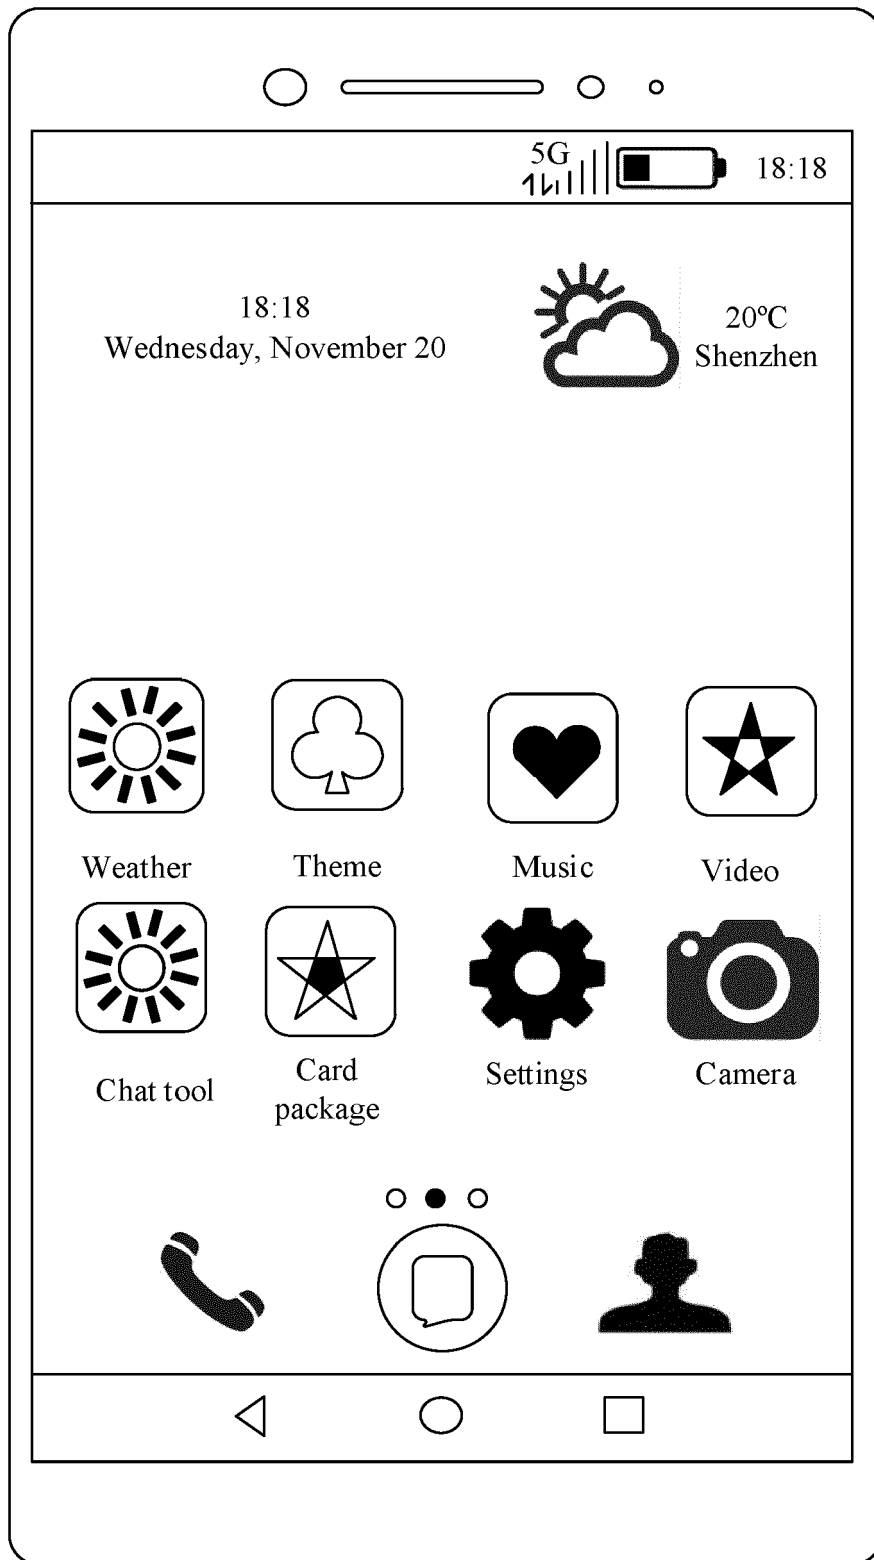 5G
18:18
18:18
Wednesday, November 20
20ºC
Shenzhen
Weather
Theme
Music
Video
Chat tool
Card
package
Settings
Camera